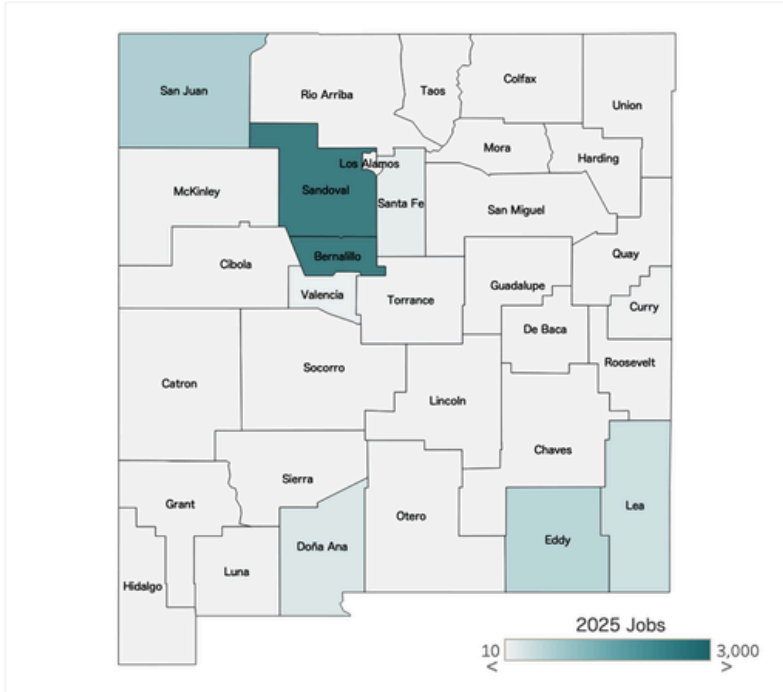 San Juan
Rio Arriba
Taos
Colfax
Union
Mora
Harding
Los Alamos
McKinley
Sandoval
Santa Fe
San Miguel
Quay
Cibola
Bernalillo
Guadalupe
Valencia
Torrance
Curry
De Baca
Roosevelt
Socorro
Catron
Lincoln
Chaves
Sierra
Grant
Otero
Lea
Eddy
Doña Ana
Luna
Hidalgo
2025 Jobs
10 3,000
< >